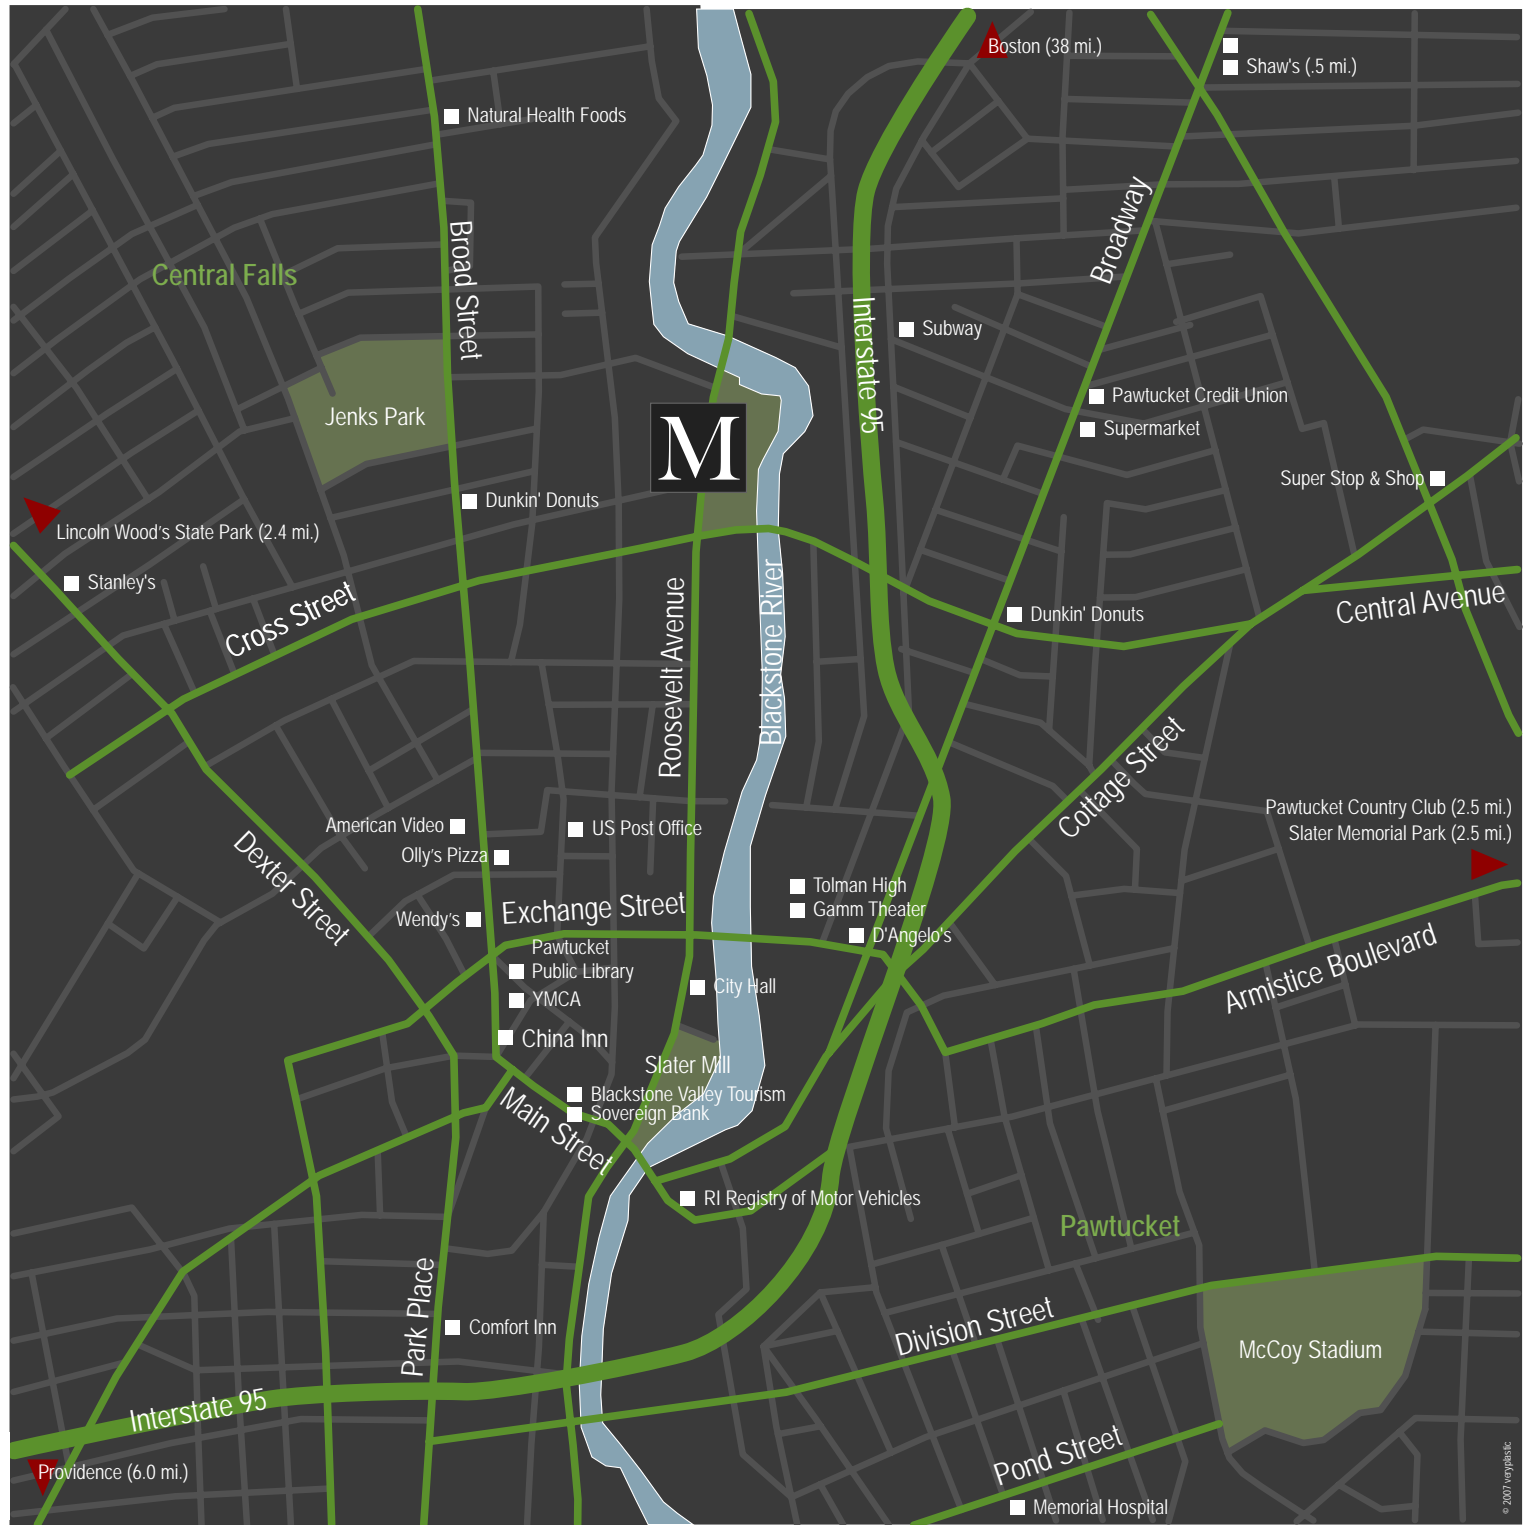 Boston (38 mi.)
Shaw's (.5 mi.)
Natural Health Foods
Broadway
Central Falls
Broad Street
Interstate 95
Subway
Pawtucket Credit Union
Supermarket
Jenks Park
M
Super Stop & Shop
Dunkin' Donuts
Lincoln Wood's State Park (2.4 mi.)
Stanley's
Cross Street
Roosevelt Avenue
Blackstone River
Dunkin' Donuts
Central Avenue
Cottage Street
Pawtucket Country Club (2.5 mi.)
Slater Memorial Park (2.5 mi.)
American Video
US Post Office
Olly's Pizza
Dexter Street
Tolman High
Gamm Theater
D'Angelo's
Wendy's
Exchange Street
Pawtucket
Public Library
YMCA
City Hall
Armistice Boulevard
China Inn
Slater Mill
Blackstone Valley Tourism
Sovereign Bank
Main Street
RI Registry of Motor Vehicles
Pawtucket
Park Place
Comfort Inn
Division Street
McCoy Stadium
Interstate 95
Providence (6.0 mi.)
Pond Street
Memorial Hospital
© 2007 veryplastic